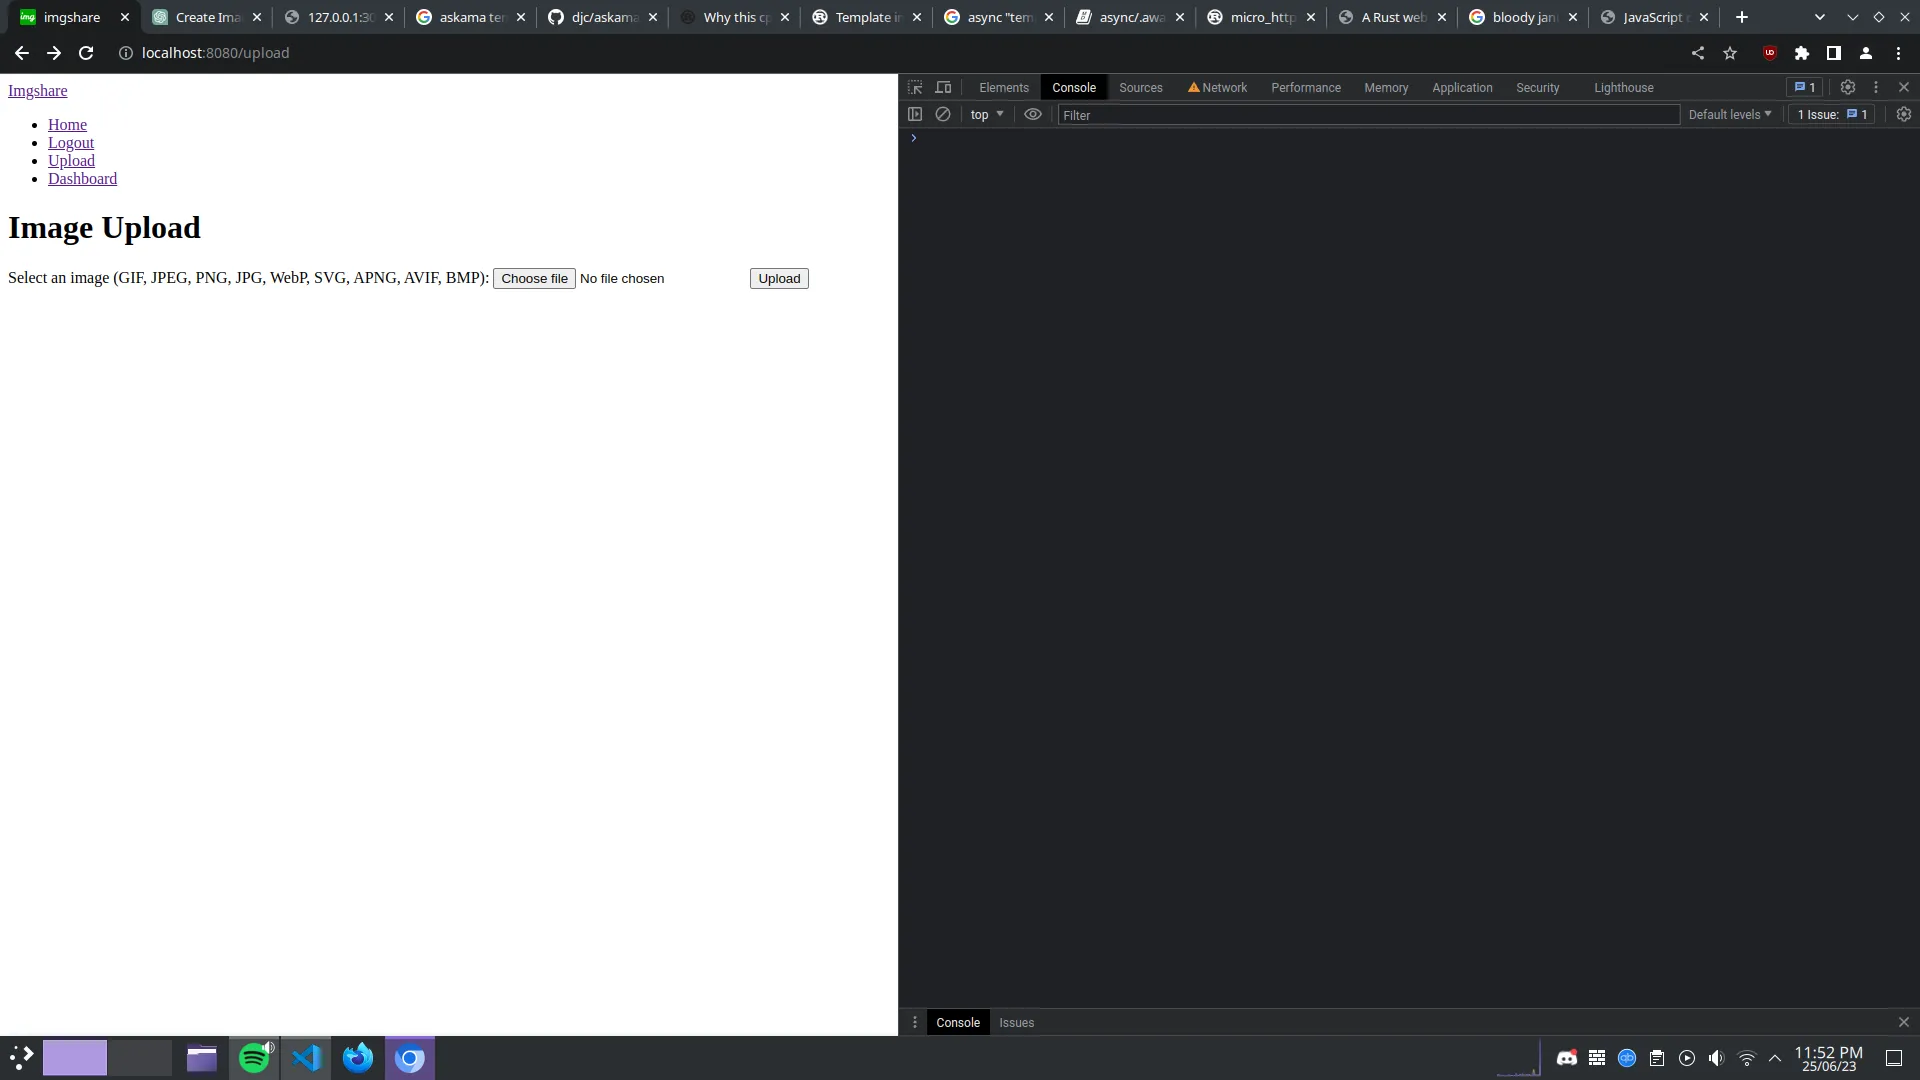 imgshare
Create Ima
127.0.0.1:30
askama ten
djc/askama
Why this cp
Template in
async "tem
async/.awa
micro_http
A Rust web
bloody jan
JavaScript
localhost:8080/upload
Imgshare
Home
Logout
Upload
Dashboard
Image Upload
Select an image (GIF, JPEG, PNG, JPG, WebP, SVG, APNG, AVIF, BMP): Choose file No file chosen Upload
Elements Console Sources Network Performance Memory Application Security Lighthouse 1
top Filter Default levels 1 Issue: 1
Console Issues
11:52 PM
25/06/23